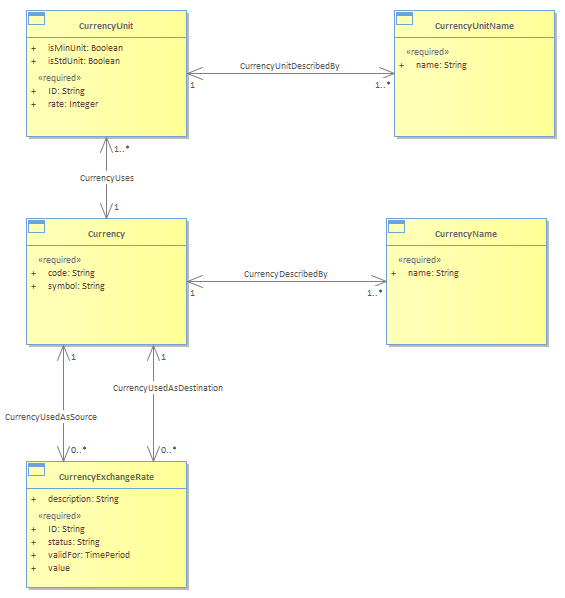 CurrencyUnit
+ isMinUnit: Boolean
+ isStdUnit: Boolean
«required»
+ ID: String
+ rate: Integer
CurrencyUnitDescribedBy
1
1..*
CurrencyUnitName
«required»
+ name: String
1..*
CurrencyUses
1
Currency
«required»
+ code: String
+ symbol: String
CurrencyDescribedBy
1
1..*
CurrencyName
«required»
+ name: String
1
1
CurrencyUsedAsDestination
CurrencyUsedAsSource
0..*
0..*
CurrencyExchangeRate
+ description: String
«required»
+ ID: String
+ status: String
+ validFor: TimePeriod
+ value